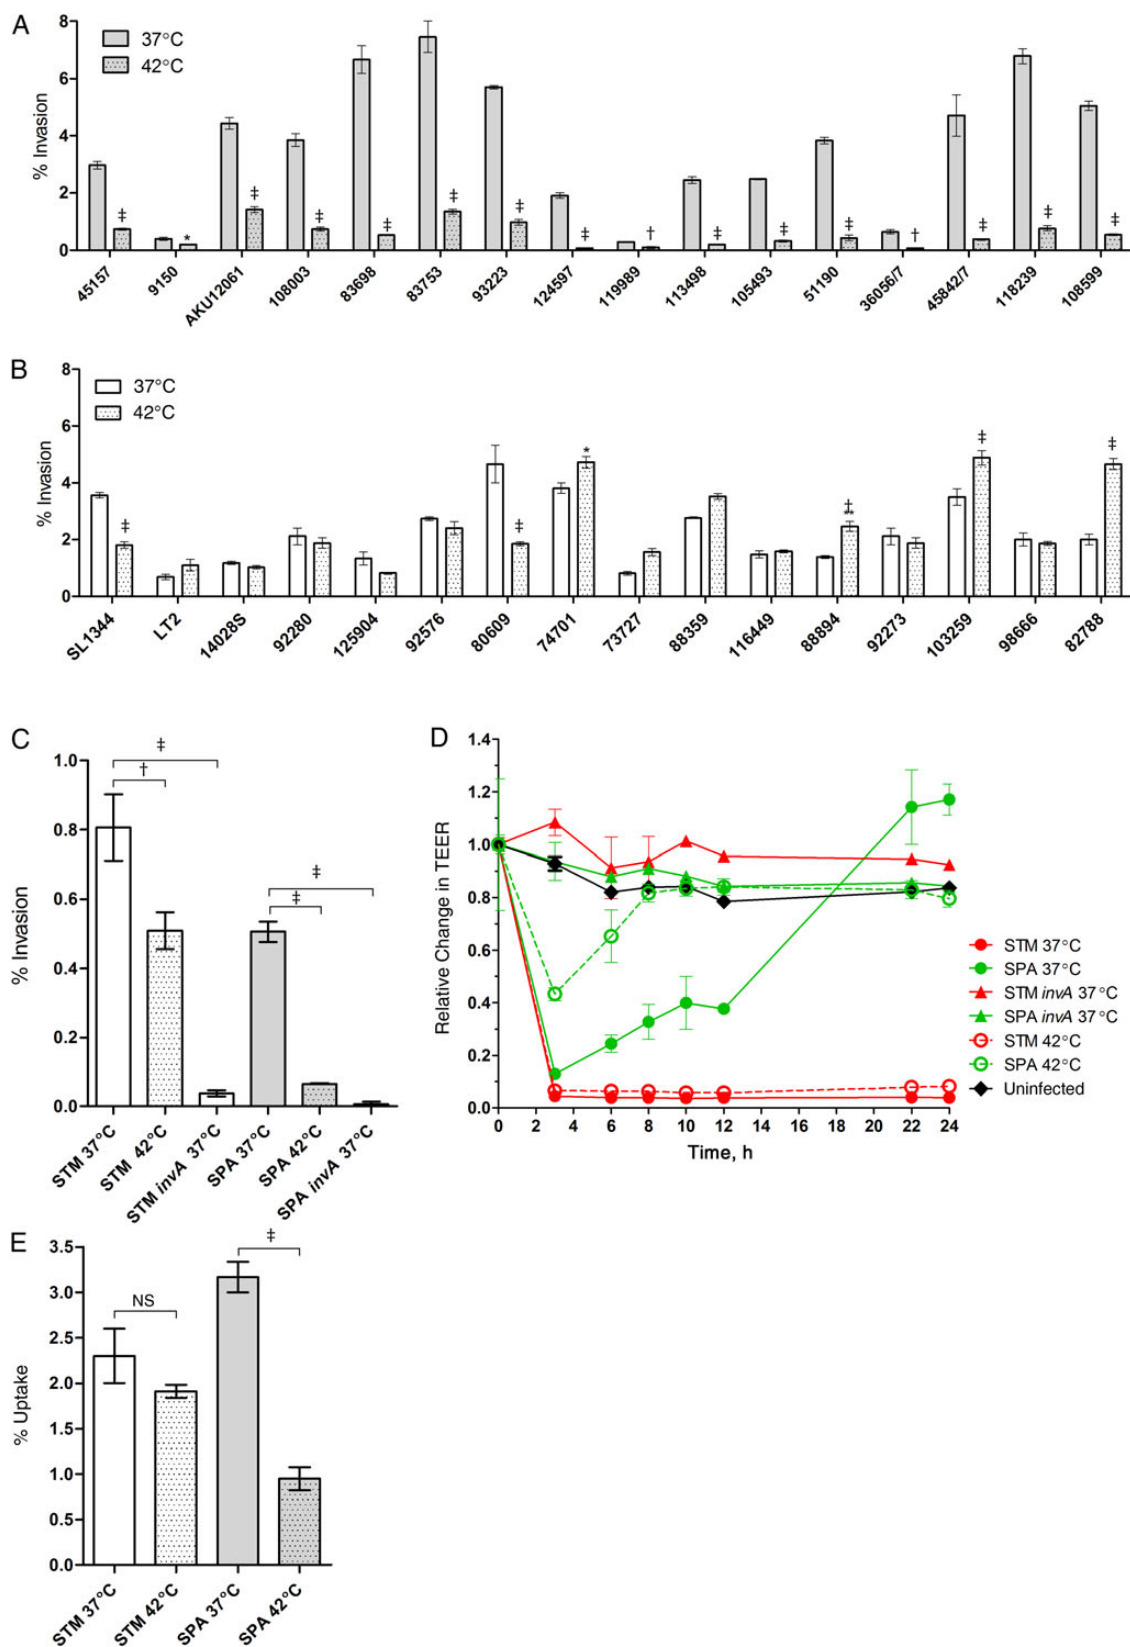 A
37°C
42°C
% Invasion
8
6
4
2
0
‡ * ‡ ‡ ‡ ‡ ‡ ‡ † ‡ ‡ ‡ † ‡ ‡ ‡
45157 9150 AKU12061 108003 83698 83753 93223 124597 119989 113498 105493 51190 36056/7 45842/7 118239 108599
B
37°C
42°C
% Invasion
8
6
4
2
0
‡ ‡ * ‡ ** ‡ ‡
SL1344 LT2 14028S 92280 125904 92576 80609 74701 73727 88359 116449 88894 92273 103259 98666 82788
C
% Invasion
1.0
0.8
0.6
0.4
0.2
0.0
‡
†
‡
‡
STM 37°C STM 42°C STM invA 37°C SPA 37°C SPA 42°C SPA invA 37°C
D
Relative Change in TEER
1.4
1.2
1.0
0.8
0.6
0.4
0.2
0.0
0 2 4 6 8 10 12 14 16 18 20 22 24
Time, h
STM 37°C
SPA 37°C
STM invA 37°C
SPA invA 37°C
STM 42°C
SPA 42°C
Uninfected
E
% Uptake
3.5
3.0
2.5
2.0
1.5
1.0
0.5
0.0
NS
‡
STM 37°C STM 42°C SPA 37°C SPA 42°C